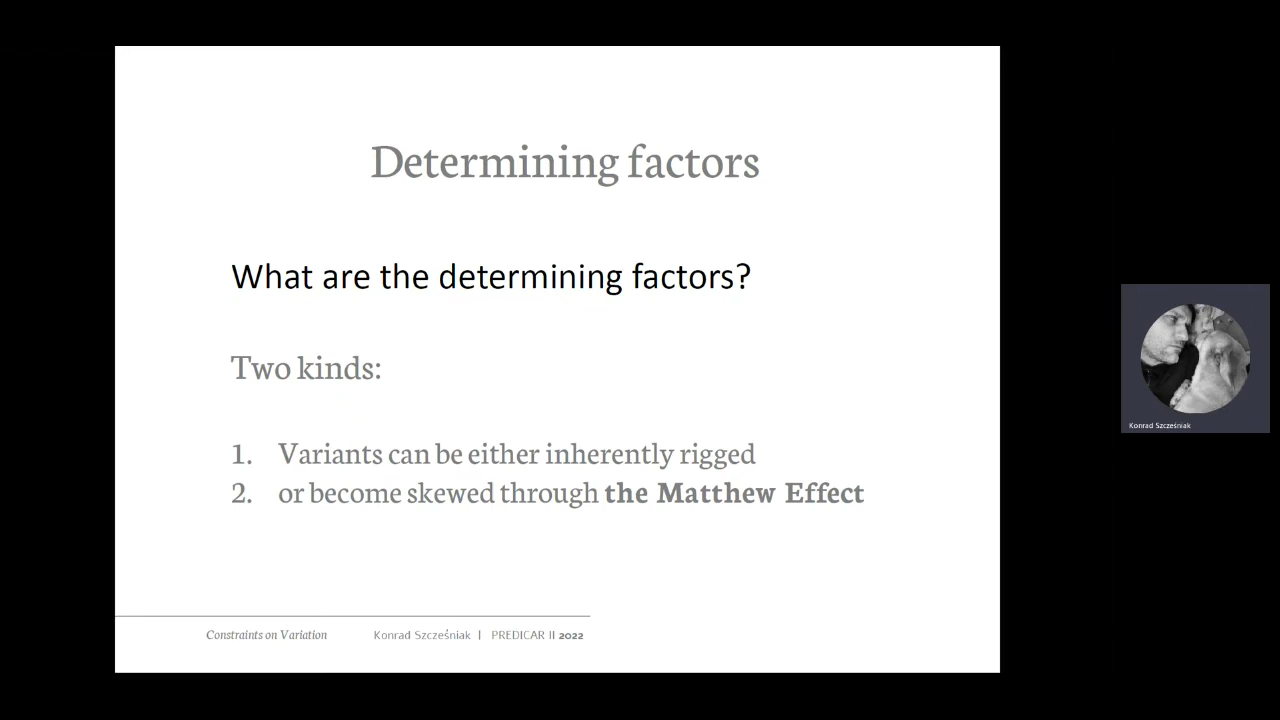 Determining factors
What are the determining factors?
Two kinds:
1. Variants can be either inherently rigged
2. or become skewed through the Matthew Effect
Konrad Szcześniak
Constraints on Variation Konrad Szcześniak | PREDICAR II 2022